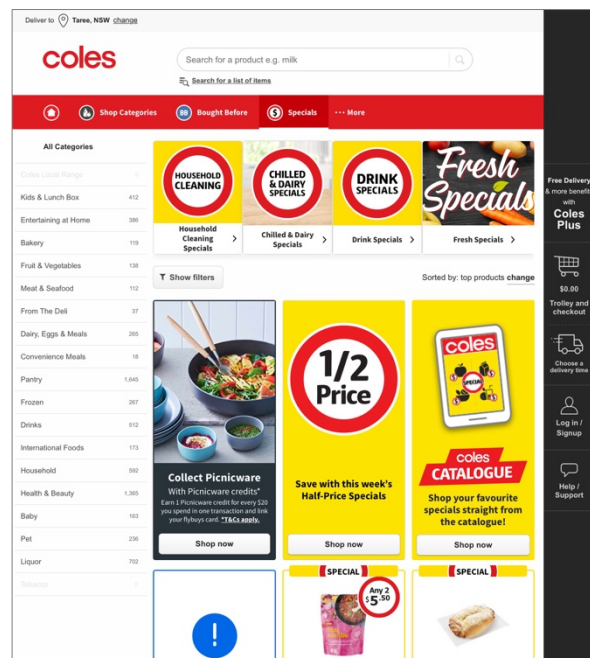 Deliver to Taree, NSW change
coles
Search for a product e.g. milk
Search for a list of items
Shop Categories
BB Bought Before
$ Specials
··· More
All Categories
Coles Local Range
Kids & Lunch Box 412
Entertaining at Home 386
Bakery 119
Fruit & Vegetables 138
Meat & Seafood 112
From The Deli 37
Dairy, Eggs & Meals 265
Convenience Meals 18
Pantry 1,645
Frozen 267
Drinks 512
International Foods 173
Household 592
Health & Beauty 1,365
Baby 163
Pet 236
Liquor 702
Tobacco
HOUSEHOLD
CLEANING
Household
Cleaning
Specials
CHILLED
& DAIRY
SPECIALS
Chilled & Dairy
Specials
DRINK
SPECIALS
Drink Specials
Fresh
Specials
Fresh Specials
Show filters
Sorted by: top products change
Collect Picnicware
With Picnicware credits*
Earn 1 Picnicware credit for every $20
you spend in one transaction and link
your flybuys card. *T&Cs apply.
Shop now
1/2
Price
Save with this week's
Half-Price Specials
Shop now
coles
SPECIAL
coles
CATALOGUE
Shop your favourite
specials straight from
the catalogue!
Shop now
!
SPECIAL
Any 2
$5.50
SPECIAL
Free Delivery
& more benefit
with
Coles
Plus
$0.00
Trolley and
checkout
Choose a
delivery time
Log in /
Signup
Help /
Support